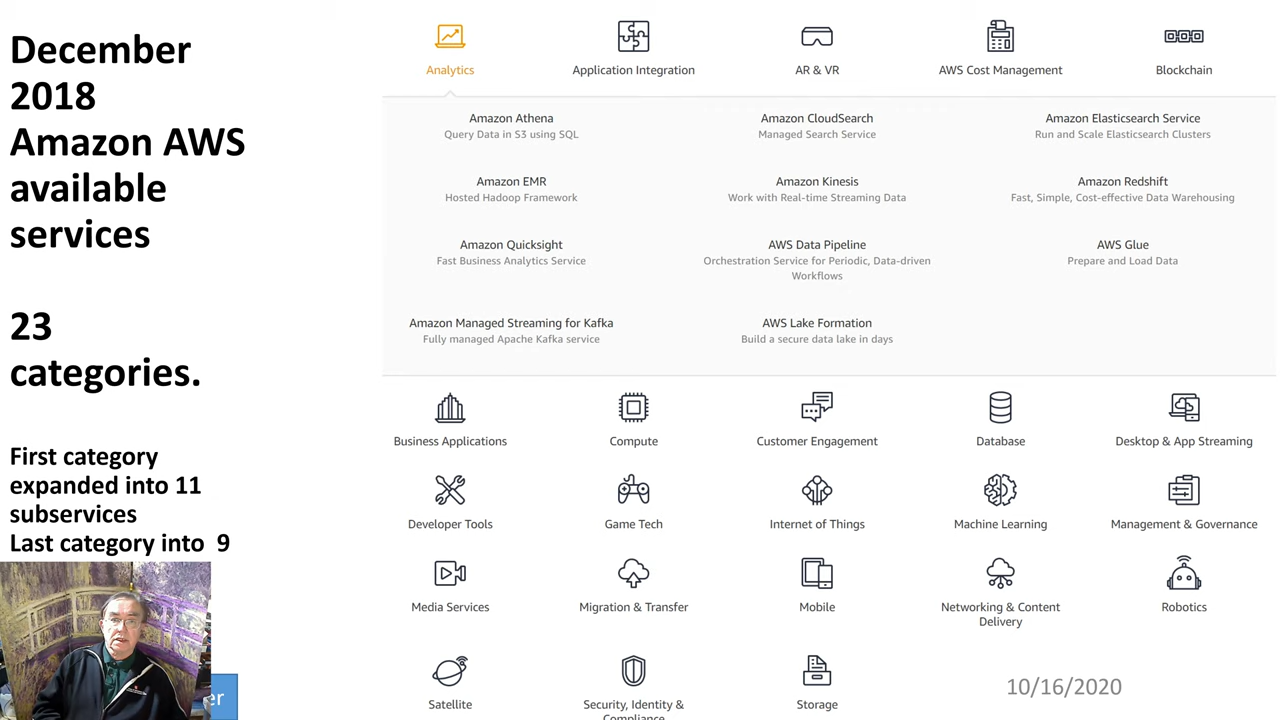 December
2018
Amazon AWS
available
services
23
categories.
First category
expanded into 11
subservices
Last category into 9
er
Analytics
Application Integration
AR & VR
AWS Cost Management
Blockchain
Amazon Athena
Query Data in S3 using SQL
Amazon CloudSearch
Managed Search Service
Amazon Elasticsearch Service
Run and Scale Elasticsearch Clusters
Amazon EMR
Hosted Hadoop Framework
Amazon Kinesis
Work with Real-time Streaming Data
Amazon Redshift
Fast, Simple, Cost-effective Data Warehousing
Amazon Quicksight
Fast Business Analytics Service
AWS Data Pipeline
Orchestration Service for Periodic, Data-driven
Workflows
AWS Glue
Prepare and Load Data
Amazon Managed Streaming for Kafka
Fully managed Apache Kafka service
AWS Lake Formation
Build a secure data lake in days
Business Applications
Compute
Customer Engagement
Database
Desktop & App Streaming
Developer Tools
Game Tech
Internet of Things
Machine Learning
Management & Governance
Media Services
Migration & Transfer
Mobile
Networking & Content
Delivery
Robotics
Satellite
Security, Identity &
Compliance
Storage
10/16/2020